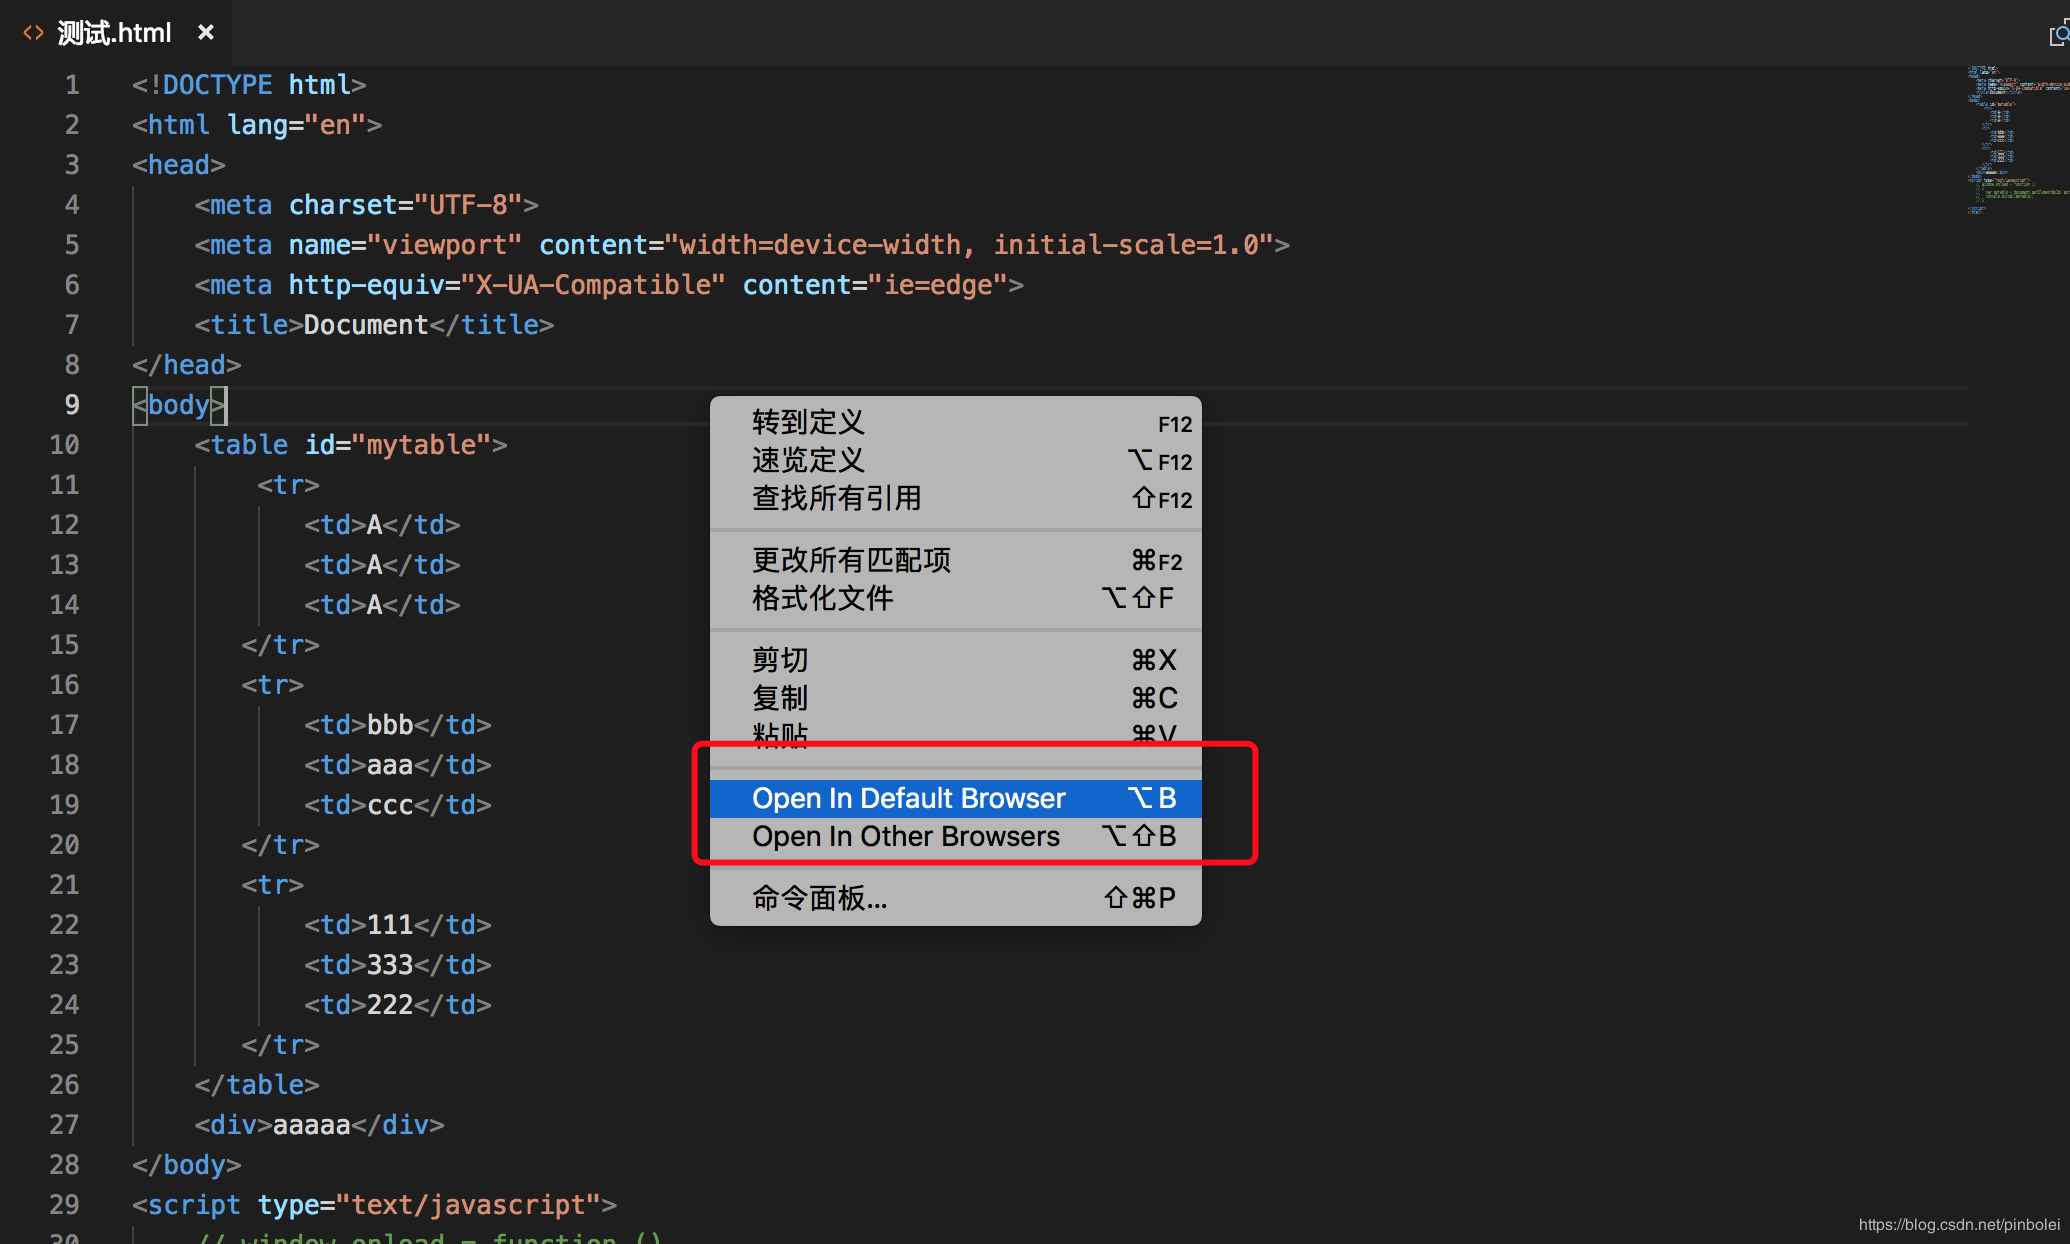 测试.html
1 <!DOCTYPE html>
2 <html lang="en">
3 <head>
4 <meta charset="UTF-8">
5 <meta name="viewport" content="width=device-width, initial-scale=1.0">
6 <meta http-equiv="X-UA-Compatible" content="ie=edge">
7 <title>Document</title>
8 </head>
9 <body>
10 <table id="mytable">
11 <tr>
12 <td>A</td>
13 <td>A</td>
14 <td>A</td>
15 </tr>
16 <tr>
17 <td>bbb</td>
18 <td>aaa</td>
19 <td>ccc</td>
20 </tr>
21 <tr>
22 <td>111</td>
23 <td>333</td>
24 <td>222</td>
25 </tr>
26 </table>
27 <div>aaaaa</div>
28 </body>
29 <script type="text/javascript">
30 // window.onload = function ()
转到定义 F12
速览定义 ⌥F12
查找所有引用 ⇧F12
更改所有匹配项 ⌘F2
格式化文件 ⌥⇧F
剪切 ⌘X
复制 ⌘C
粘贴 ⌘V
Open In Default Browser ⌥B
Open In Other Browsers ⌥⇧B
命令面板... ⇧⌘P
https://blog.csdn.net/pinbolei